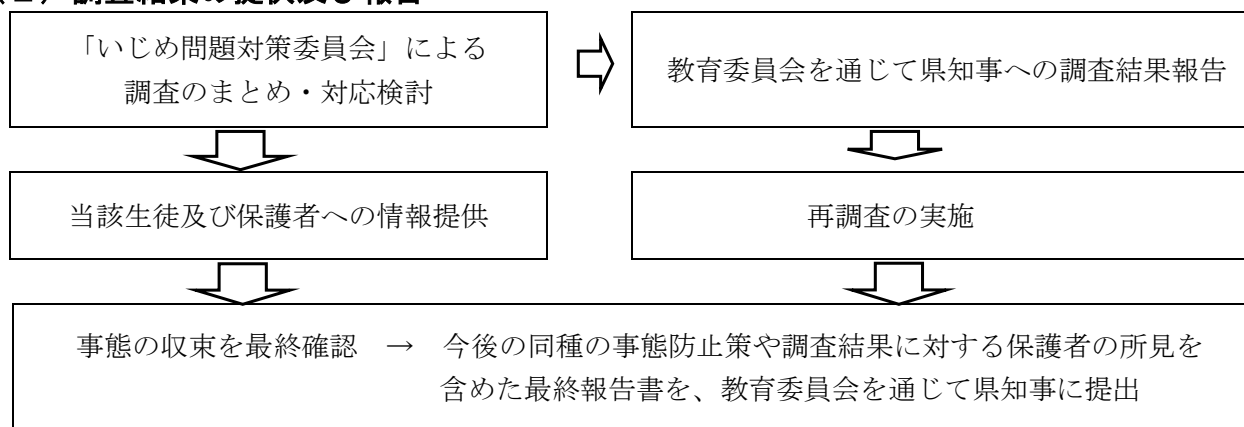 （２）調査結果の提供及び報告
「いじめ問題対策委員会」による
調査のまとめ・対応検討
教育委員会を通じて県知事への調査結果報告
当該生徒及び保護者への情報提供
再調査の実施
事態の収束を最終確認　→　今後の同種の事態防止策や調査結果に対する保護者の所見を
含めた最終報告書を、教育委員会を通じて県知事に提出